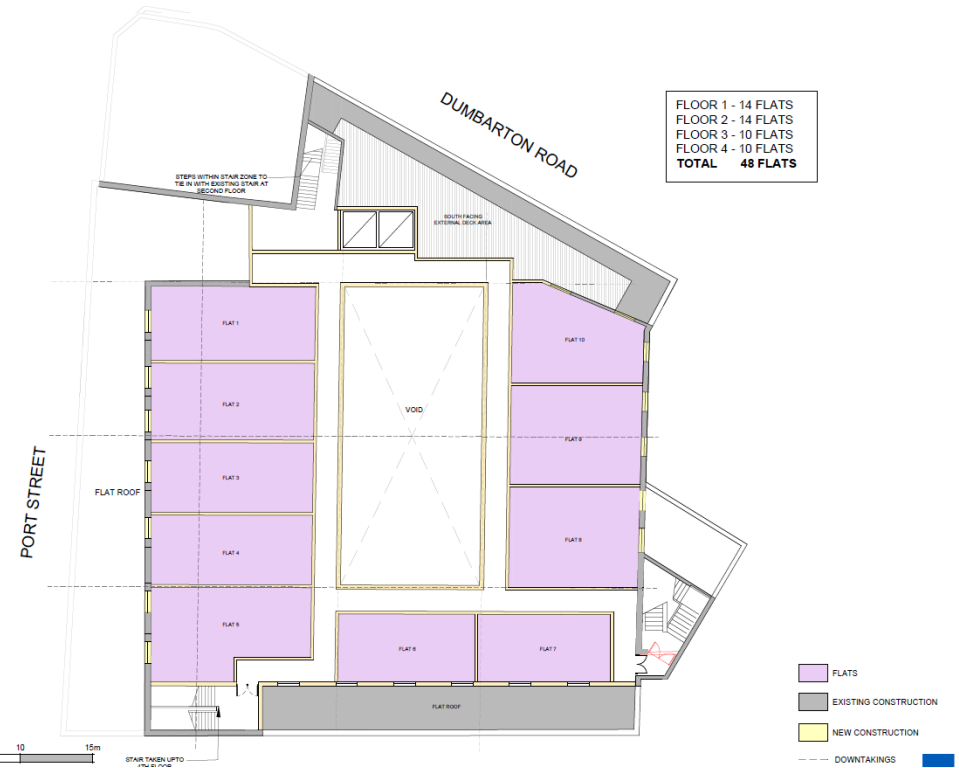 DUMBARTON ROAD
FLOOR 1 - 14 FLATS
FLOOR 2 - 14 FLATS
FLOOR 3 - 10 FLATS
FLOOR 4 - 10 FLATS
TOTAL 48 FLATS
STEPS WITHIN STAIR ZONE TO
TIE IN WITH EXISTING STAIR AT
SECOND FLOOR
SOUTH FACING
EXTERNAL DECK AREA
FLAT 1
FLAT 10
FLAT 2
VOID
FLAT 9
FLAT 3
PORT STREET
FLAT ROOF
FLAT 8
FLAT 4
FLAT 5
FLAT 6
FLAT 7
FLAT ROOF
FLATS
EXISTING CONSTRUCTION
NEW CONSTRUCTION
DOWNTAKINGS
10
15m
STAIR TAKEN UPTO
4TH FLOOR